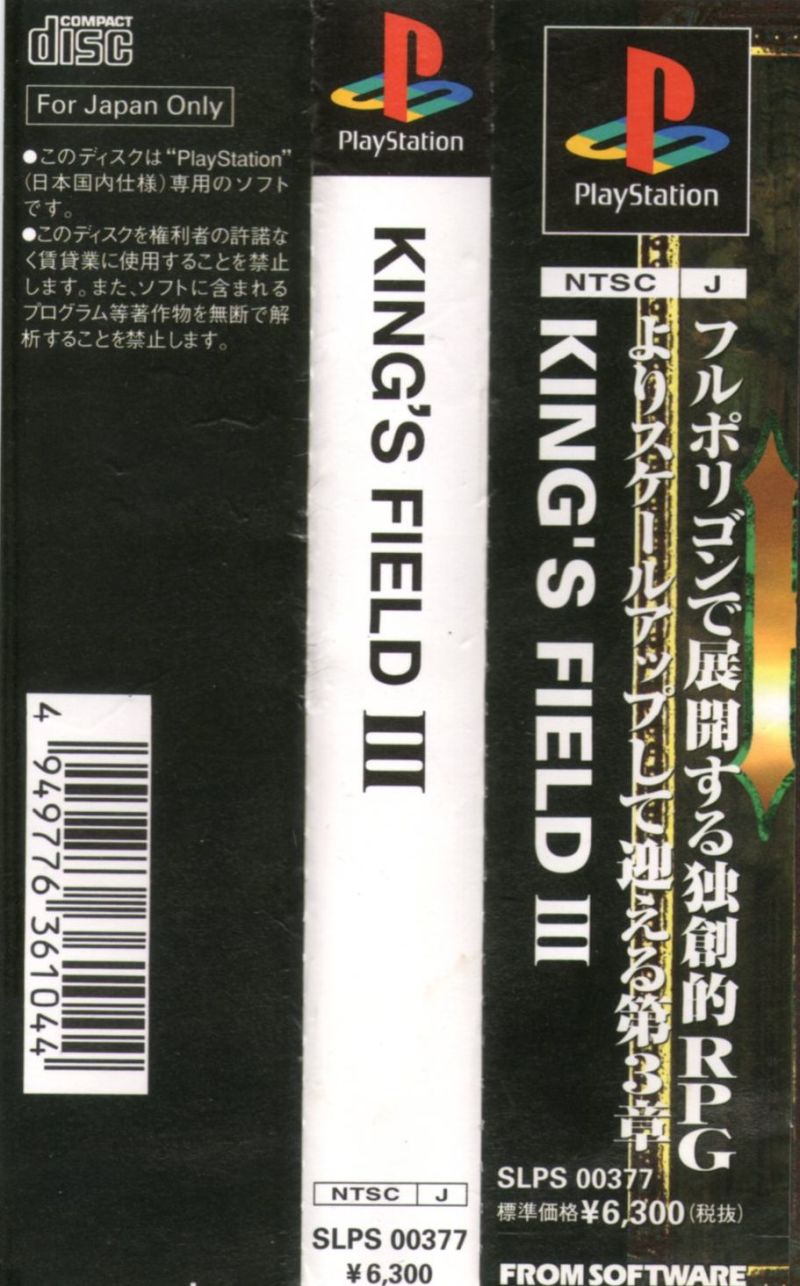 COMPACT
disc
For Japan Only
●このディスクは“PlayStation”
(日本国内仕様)専用のソフト
です。
●このディスクを権利者の許諾な
く賃貸業に使用することを禁止
します。また、ソフトに含まれる
プログラム等著作物を無断で解
析することを禁止します。
4 949776 361044
PlayStation
KING'S FIELD III
NTSC J
SLPS 00377
¥6,300
PlayStation
NTSC J
フルポリゴンで展開する独創的RPG
よりスケールアップして迎える第3章
KING'S FIELD III
SLPS 00377
標準価格¥6,300(税抜)
FROM SOFTWARE